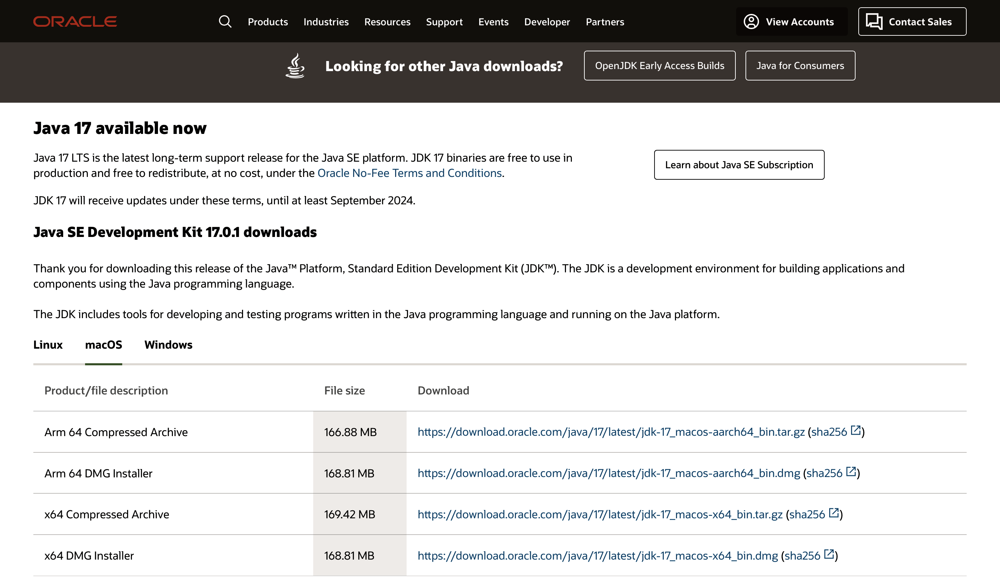 ORACLE
Products Industries Resources Support Events Developer Partners
View Accounts
Contact Sales
Looking for other Java downloads?
OpenJDK Early Access Builds
Java for Consumers
Java 17 available now
Java 17 LTS is the latest long-term support release for the Java SE platform. JDK 17 binaries are free to use in
production and free to redistribute, at no cost, under the Oracle No-Fee Terms and Conditions.
Learn about Java SE Subscription
JDK 17 will receive updates under these terms, until at least September 2024.
Java SE Development Kit 17.0.1 downloads
Thank you for downloading this release of the Java™ Platform, Standard Edition Development Kit (JDK™). The JDK is a development environment for building applications and
components using the Java programming language.
The JDK includes tools for developing and testing programs written in the Java programming language and running on the Java platform.
Linux macOS Windows
Product/file description File size Download
Arm 64 Compressed Archive 166.88 MB https://download.oracle.com/java/17/latest/jdk-17_macos-aarch64_bin.tar.gz (sha256)
Arm 64 DMG Installer 168.81 MB https://download.oracle.com/java/17/latest/jdk-17_macos-aarch64_bin.dmg (sha256)
x64 Compressed Archive 169.42 MB https://download.oracle.com/java/17/latest/jdk-17_macos-x64_bin.tar.gz (sha256)
x64 DMG Installer 168.81 MB https://download.oracle.com/java/17/latest/jdk-17_macos-x64_bin.dmg (sha256)